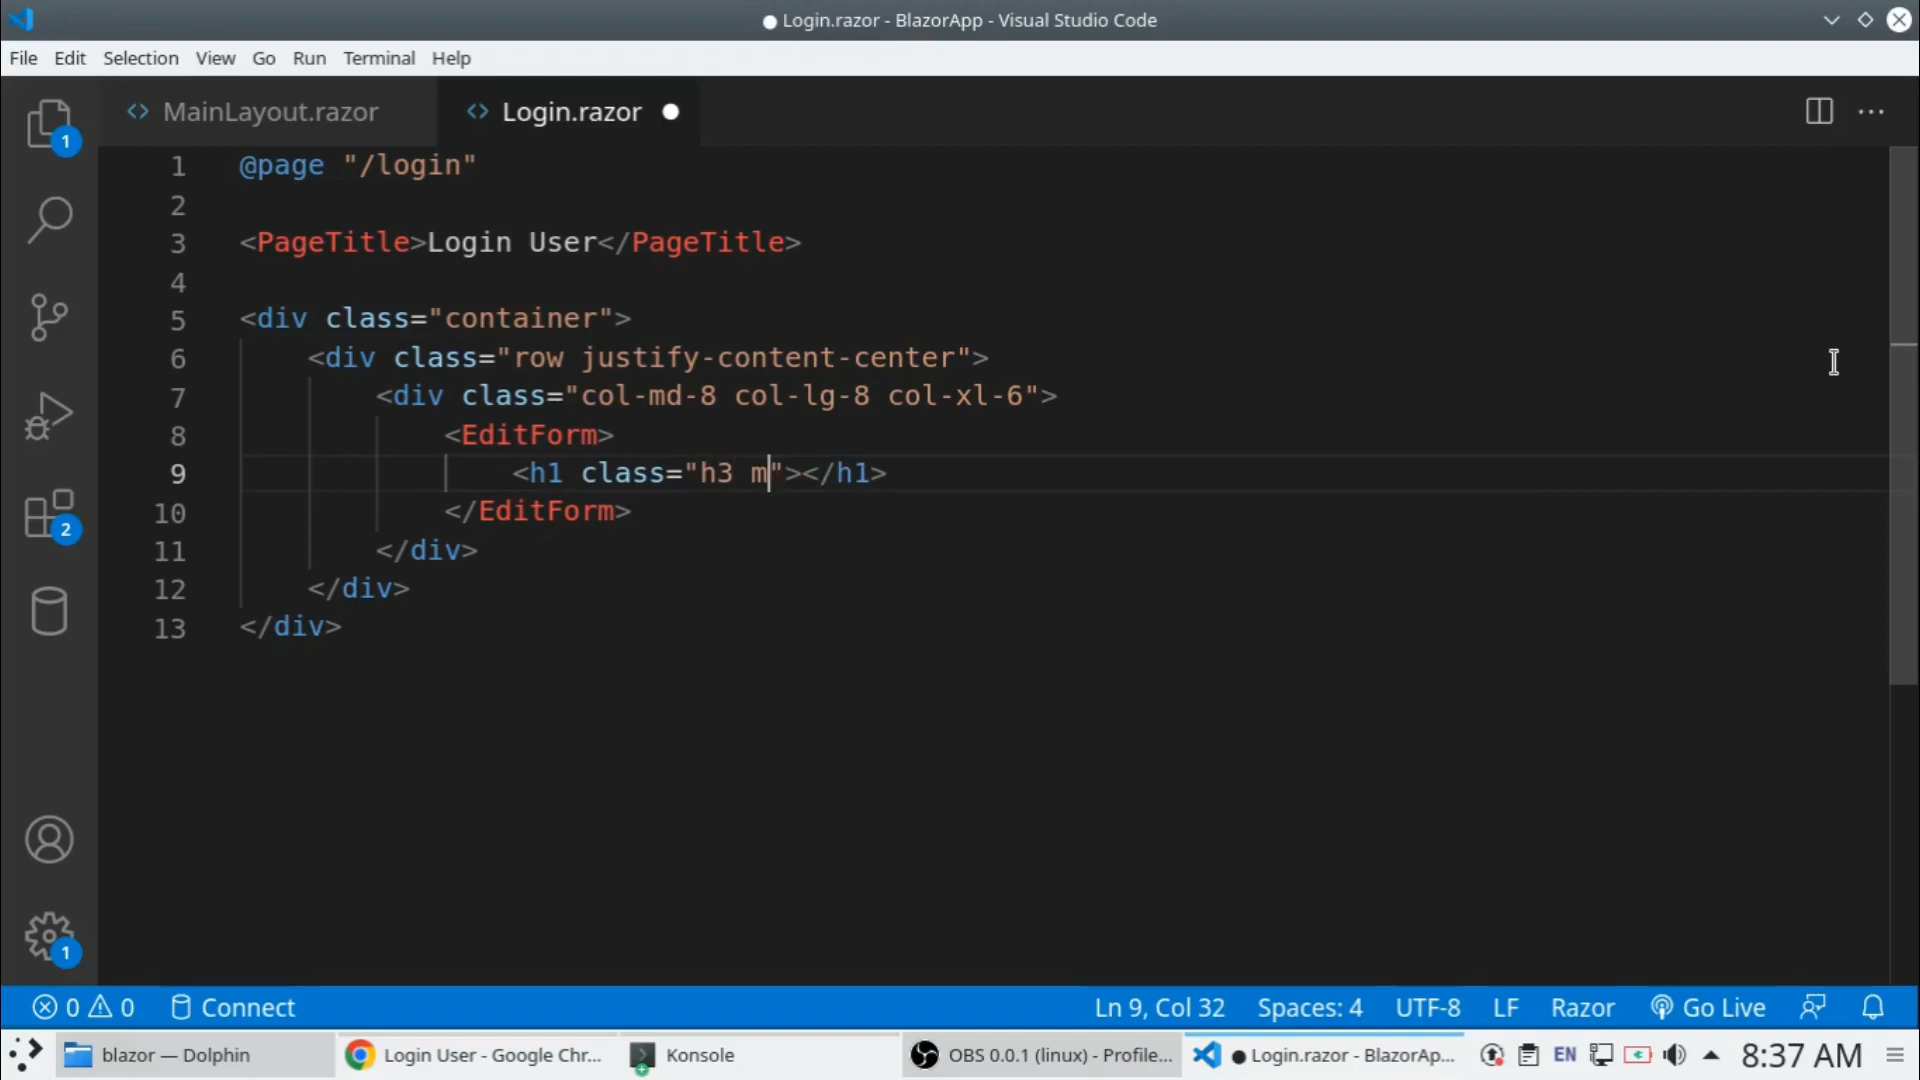 Login.razor - BlazorApp - Visual Studio Code
File Edit Selection View Go Run Terminal Help
MainLayout.razor Login.razor
1 @page "/login"
2
3 <PageTitle>Login User</PageTitle>
4
5 <div class="container">
6 <div class="row justify-content-center">
7 <div class="col-md-8 col-lg-8 col-xl-6">
8 <EditForm>
9 <h1 class="h3 m"></h1>
10 </EditForm>
11 </div>
12 </div>
13 </div>
1
2
1
0 0 Connect Ln 9, Col 32 Spaces: 4 UTF-8 LF Razor Go Live
blazor — Dolphin Login User - Google Chr... Konsole OBS 0.0.1 (linux) - Profile... Login.razor - BlazorAp... EN 8:37 AM